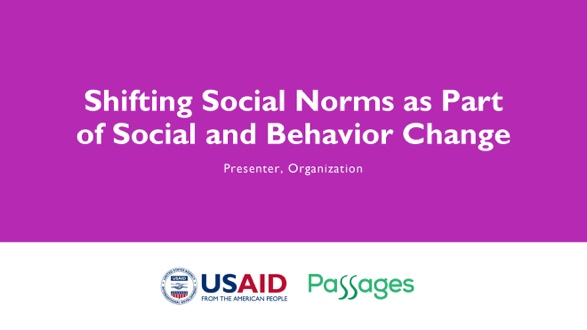 Shifting Social Norms as Part
of Social and Behavior Change
Presenter, Organization
USAID
FROM THE AMERICAN PEOPLE
Passages